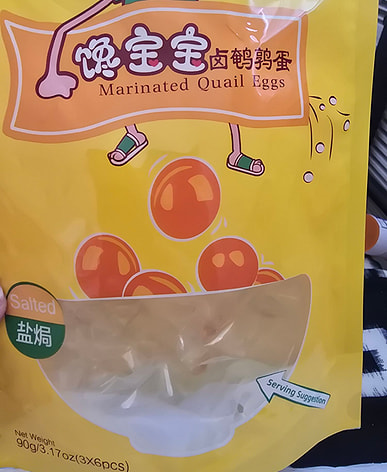 馋宝宝卤鹌鹑蛋
Marinated Quail Eggs
Salted
盐焗
Serving Suggestion
Net Weight
90g/3.17oz(3X6pcs)